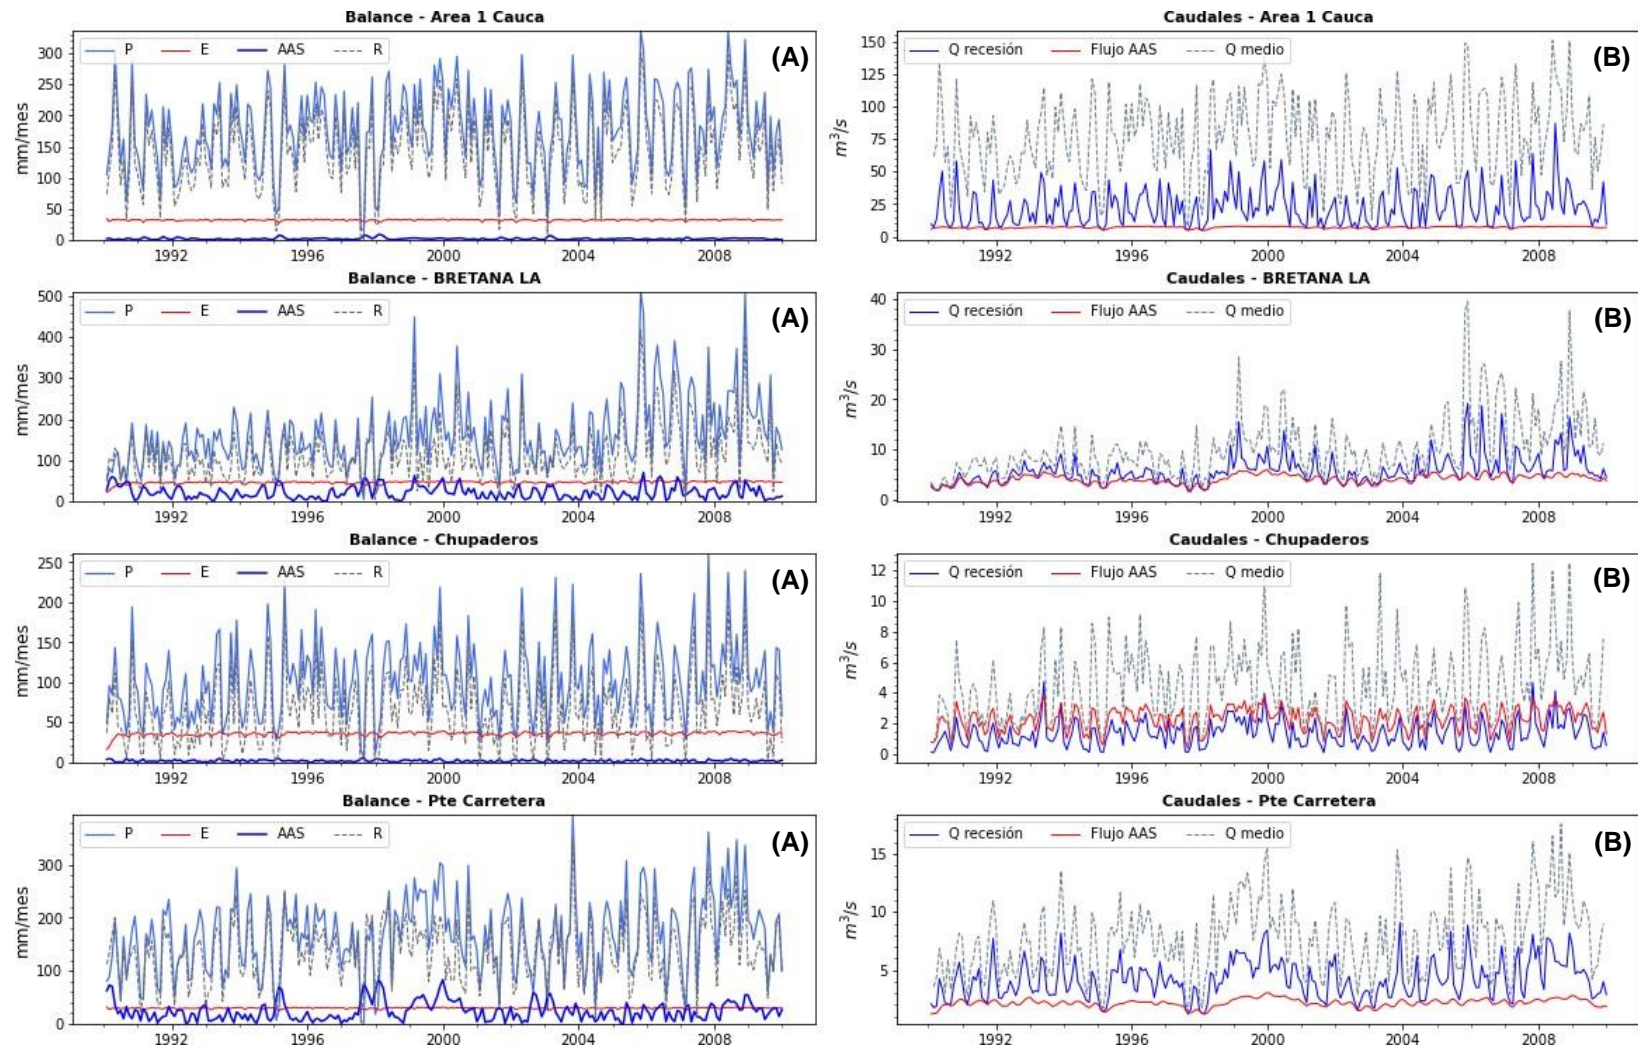 Balance - Area 1 Cauca
P E AAS R
(A)
mm/mes
300
250
200
150
100
50
0
1992 1996 2000 2004 2008
Caudales - Area 1 Cauca
Q recesión Flujo AAS Q medio
(B)
m³/s
150
125
100
75
50
25
0
1992 1996 2000 2004 2008
Balance - BRETANA LA
P E AAS R
(A)
mm/mes
500
400
300
200
100
0
1992 1996 2000 2004 2008
Caudales - BRETANA LA
Q recesión Flujo AAS Q medio
(B)
m³/s
40
30
20
10
0
1992 1996 2000 2004 2008
Balance - Chupaderos
P E AAS R
(A)
mm/mes
250
200
150
100
50
0
1992 1996 2000 2004 2008
Caudales - Chupaderos
Q recesión Flujo AAS Q medio
(B)
m³/s
12
10
8
6
4
2
0
1992 1996 2000 2004 2008
Balance - Pte Carretera
P E AAS R
(A)
mm/mes
300
200
100
0
1992 1996 2000 2004 2008
Caudales - Pte Carretera
Q recesión Flujo AAS Q medio
(B)
m³/s
15
10
5
1992 1996 2000 2004 2008